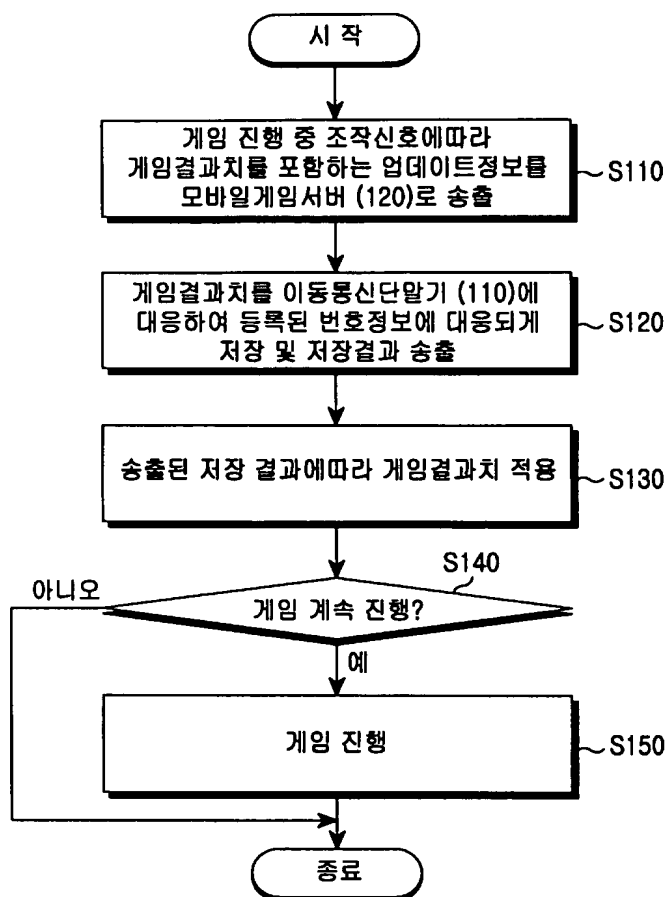 시 작
게임 진행 중 조작신호에따라
게임결과치를 포함하는 업데이트정보를
모바일게임서버 (120)로 송출
S110
게임결과치를 이동통신단말기 (110)에
대응하여 등록된 번호정보에 대응되게
저장 및 저장결과 송출
S120
송출된 저장 결과에따라 게임결과치 적용
S130
S140
아니오
게임 계속 진행?
예
게임 진행
S150
종료